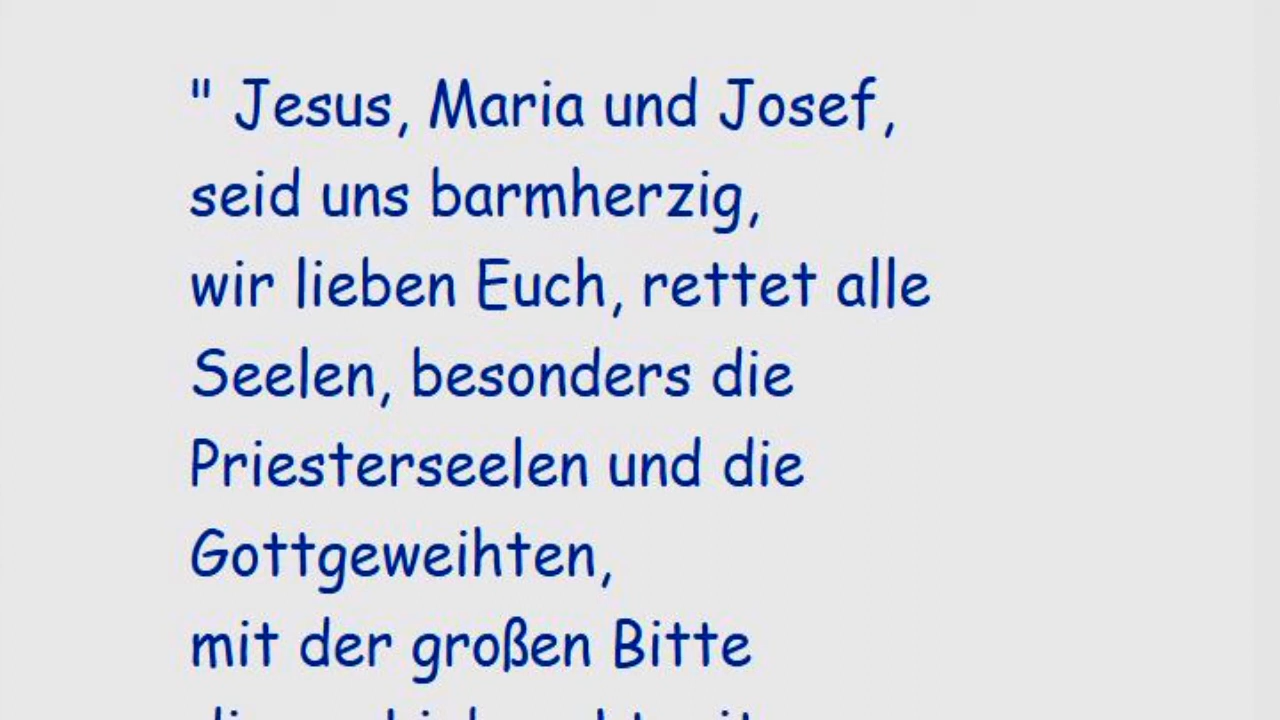 " Jesus, Maria und Josef,
seid uns barmherzig,
wir lieben Euch, rettet alle
Seelen, besonders die
Priesterseelen und die
Gottgeweihten,
mit der großen Bitte